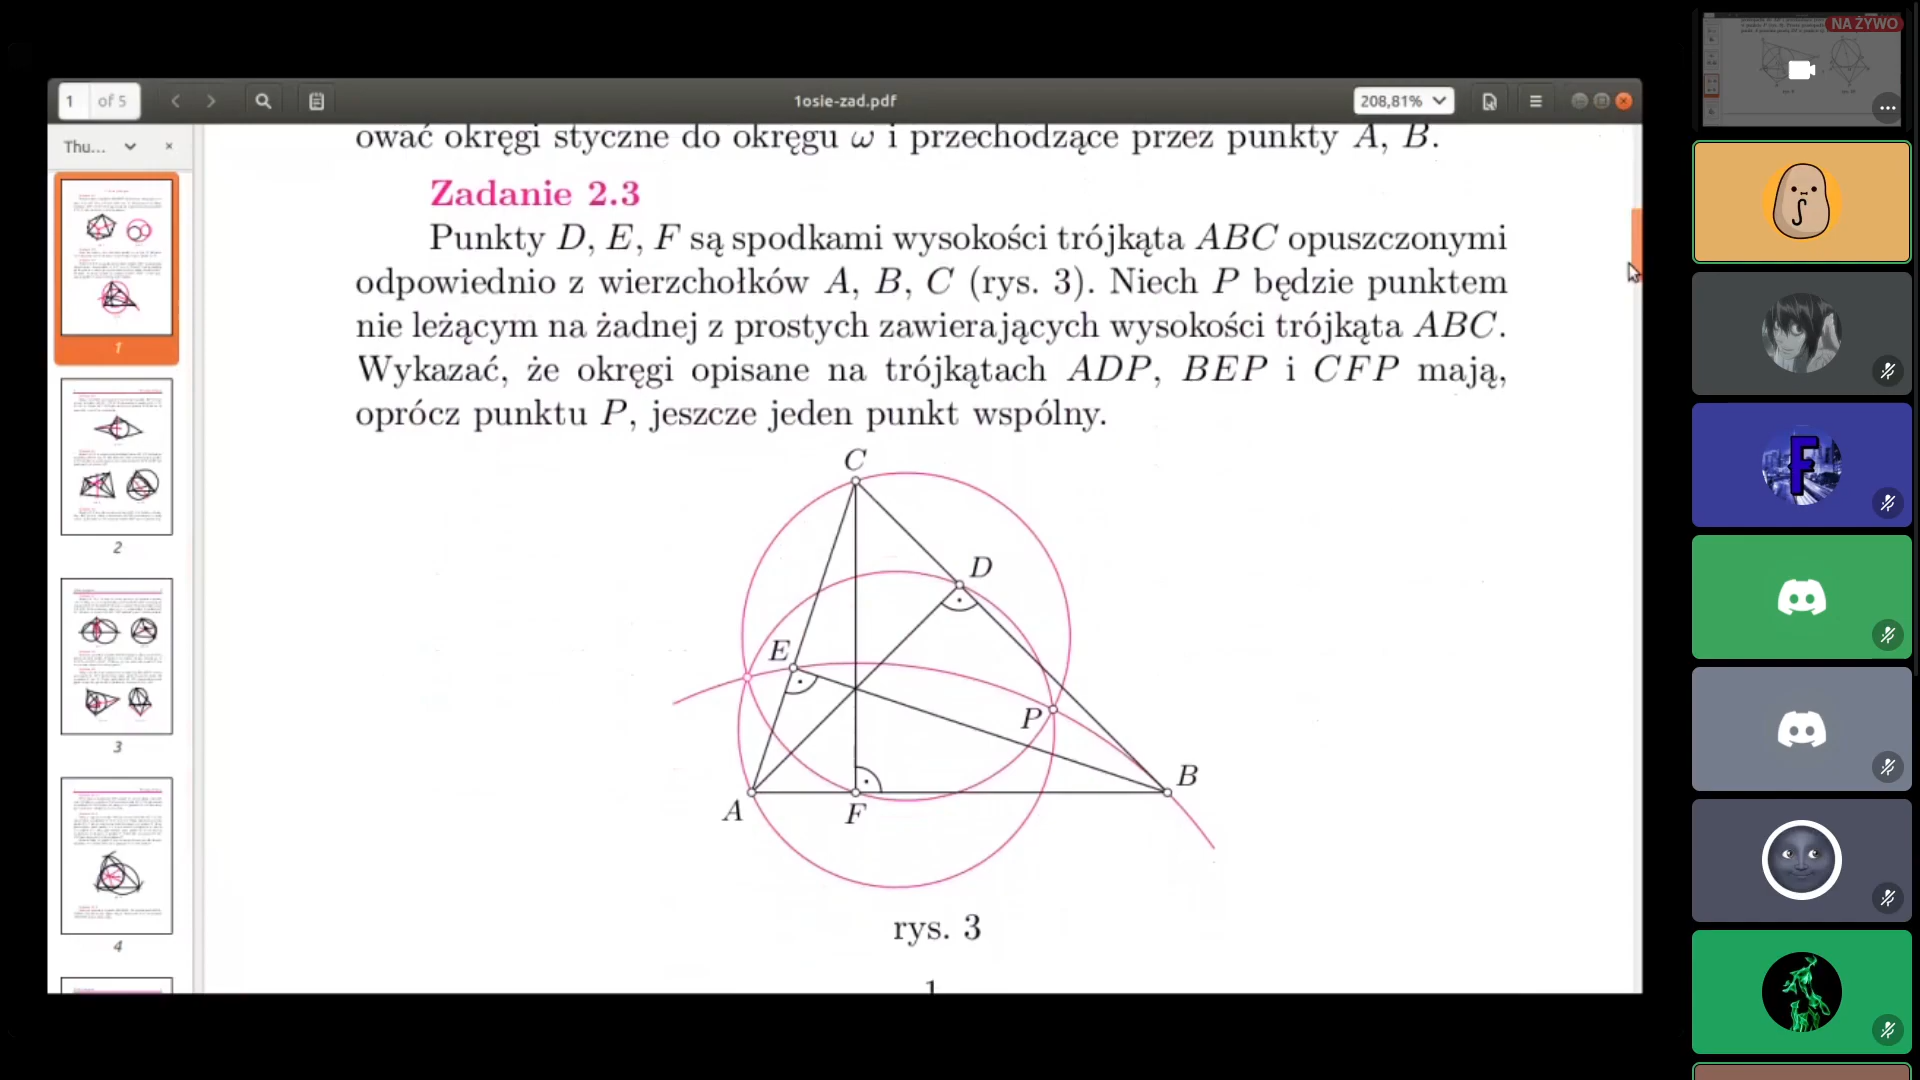 NA ŻYWO
1 of 5
1osie-zad.pdf
208,81%
Thu...
ować okręgi styczne do okręgu ω i przechodzące przez punkty A, B.
Zadanie 2.3
Punkty D, E, F są spodkami wysokości trójkąta ABC opuszczonymi
odpowiednio z wierzchołków A, B, C (rys. 3). Niech P będzie punktem
nie leżącym na żadnej z prostych zawierających wysokości trójkąta ABC.
Wykazać, że okręgi opisane na trójkątach ADP, BEP i CFP mają,
oprócz punktu P, jeszcze jeden punkt wspólny.
C
D
E
P
B
A
F
rys. 3
1
1
2
3
4
F